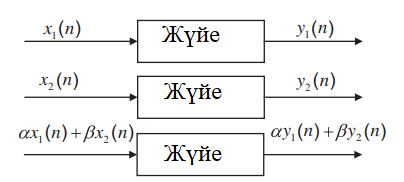 x₁(n) Жүйе y₁(n)
x₂(n) Жүйе y₂(n)
αx₁(n)+βx₂(n) Жүйе αy₁(n)+βy₂(n)